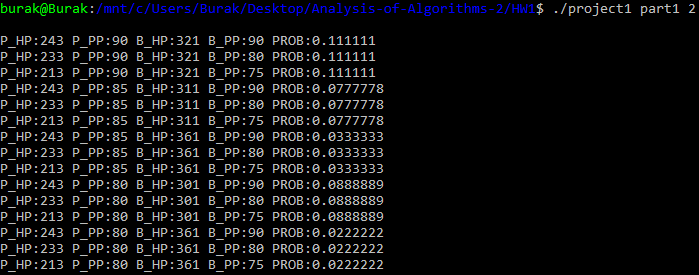 burak@Burak:/mnt/c/Users/Burak/Desktop/Analysis-of-Algorithms-2/HW1$ ./project1 part1 2
P_HP:243 P_PP:90 B_HP:321 B_PP:90 PROB:0.111111
P_HP:233 P_PP:90 B_HP:321 B_PP:80 PROB:0.111111
P_HP:213 P_PP:90 B_HP:321 B_PP:75 PROB:0.111111
P_HP:243 P_PP:85 B_HP:311 B_PP:90 PROB:0.0777778
P_HP:233 P_PP:85 B_HP:311 B_PP:80 PROB:0.0777778
P_HP:213 P_PP:85 B_HP:311 B_PP:75 PROB:0.0777778
P_HP:243 P_PP:85 B_HP:361 B_PP:90 PROB:0.0333333
P_HP:233 P_PP:85 B_HP:361 B_PP:80 PROB:0.0333333
P_HP:213 P_PP:85 B_HP:361 B_PP:75 PROB:0.0333333
P_HP:243 P_PP:80 B_HP:301 B_PP:90 PROB:0.0888889
P_HP:233 P_PP:80 B_HP:301 B_PP:80 PROB:0.0888889
P_HP:213 P_PP:80 B_HP:301 B_PP:75 PROB:0.0888889
P_HP:243 P_PP:80 B_HP:361 B_PP:90 PROB:0.0222222
P_HP:233 P_PP:80 B_HP:361 B_PP:80 PROB:0.0222222
P_HP:213 P_PP:80 B_HP:361 B_PP:75 PROB:0.0222222